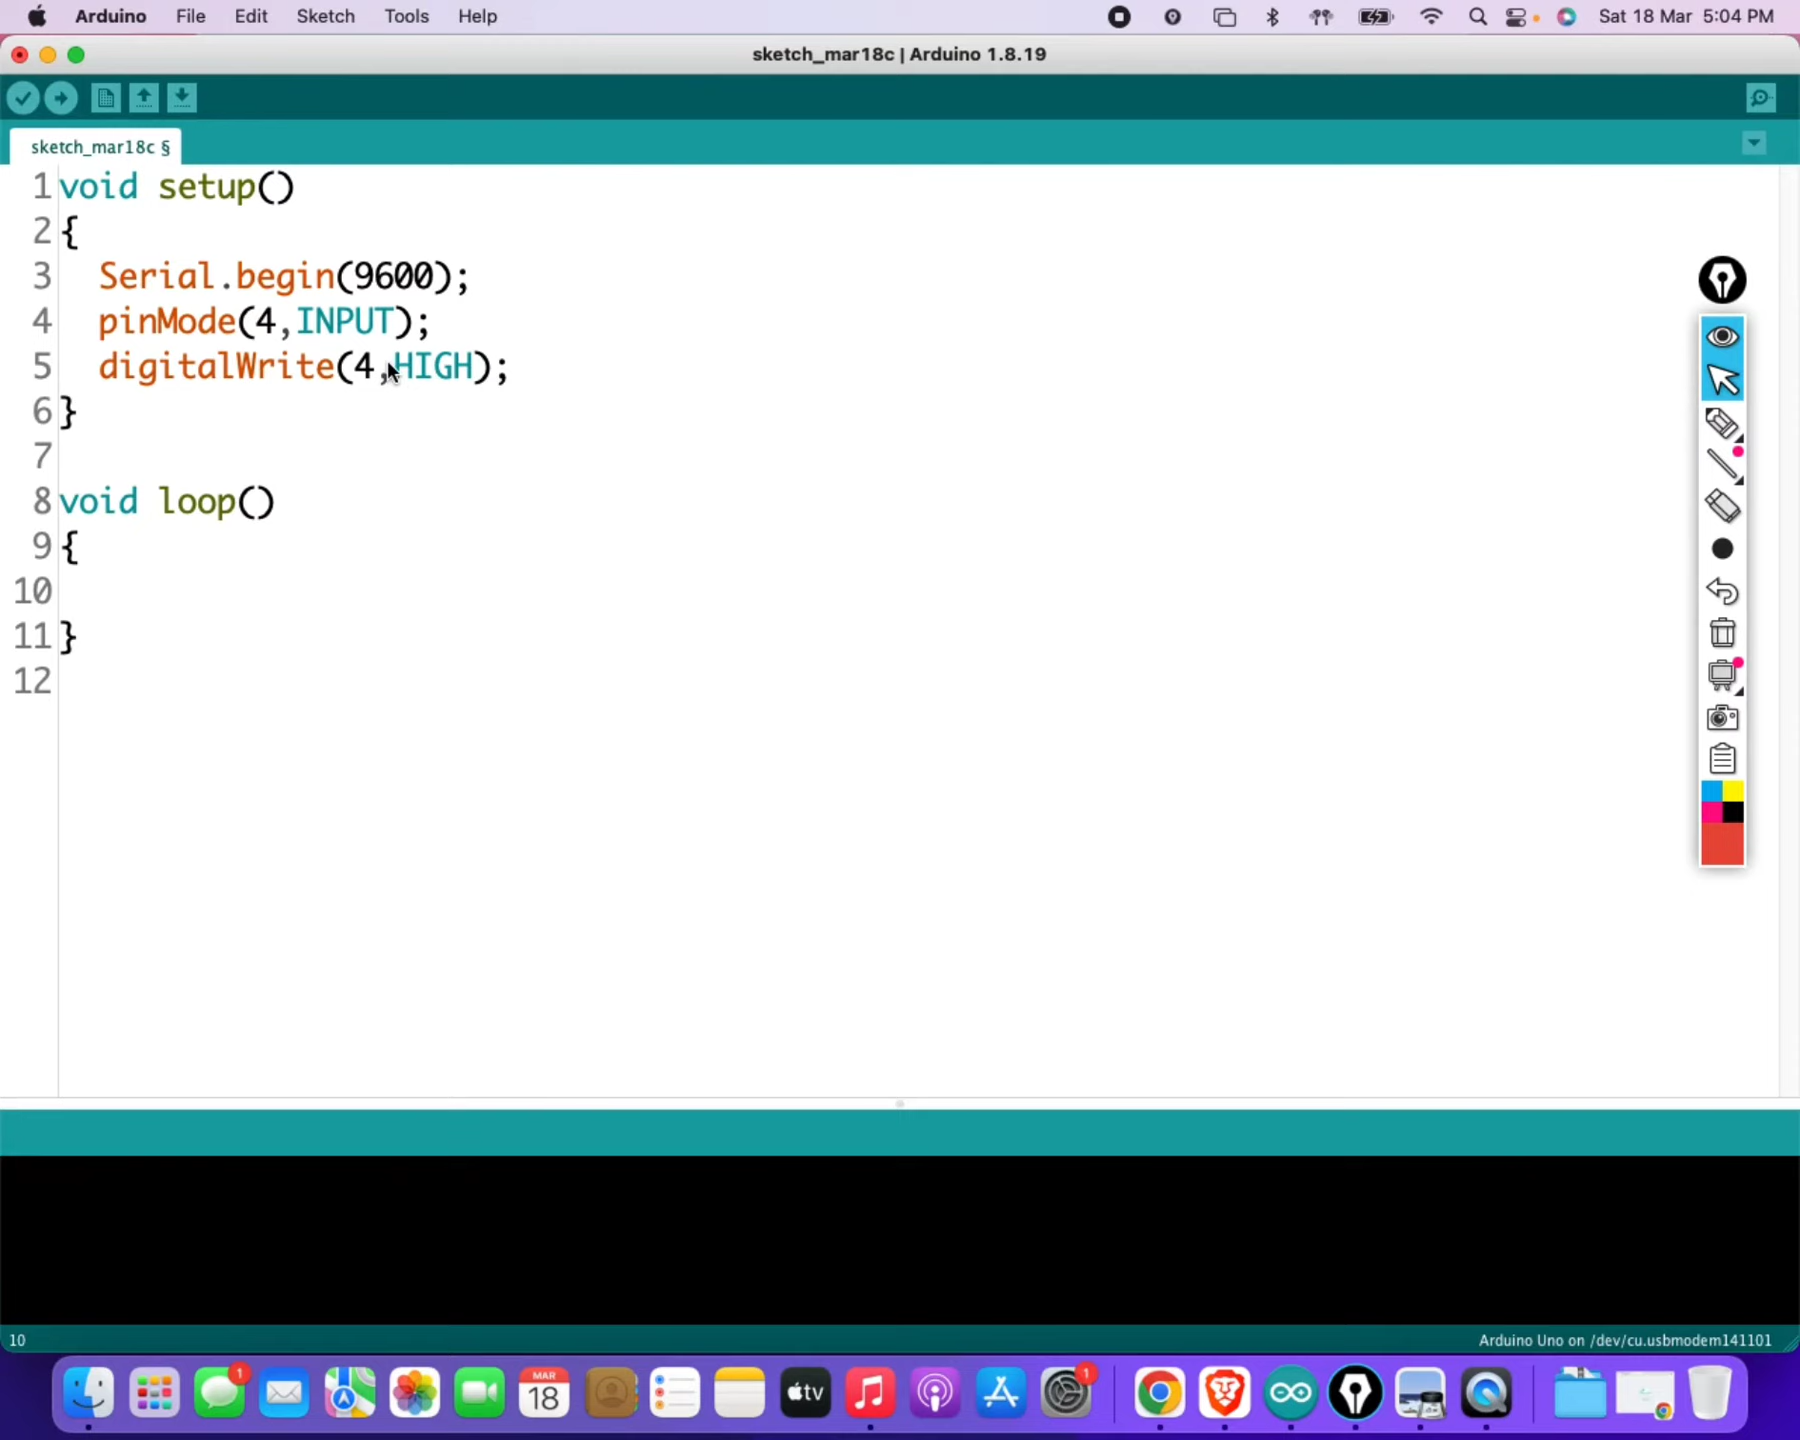 Arduino File Edit Sketch Tools Help Sat 18 Mar 5:04 PM
sketch_mar18c | Arduino 1.8.19
sketch_mar18c §
1 void setup()
2 {
3 Serial.begin(9600);
4 pinMode(4,INPUT);
5 digitalWrite(4,HIGH);
6 }
7
8 void loop()
9 {
10
11 }
12
10 Arduino Uno on /dev/cu.usbmodem141101
1 MAR 18 tv 1